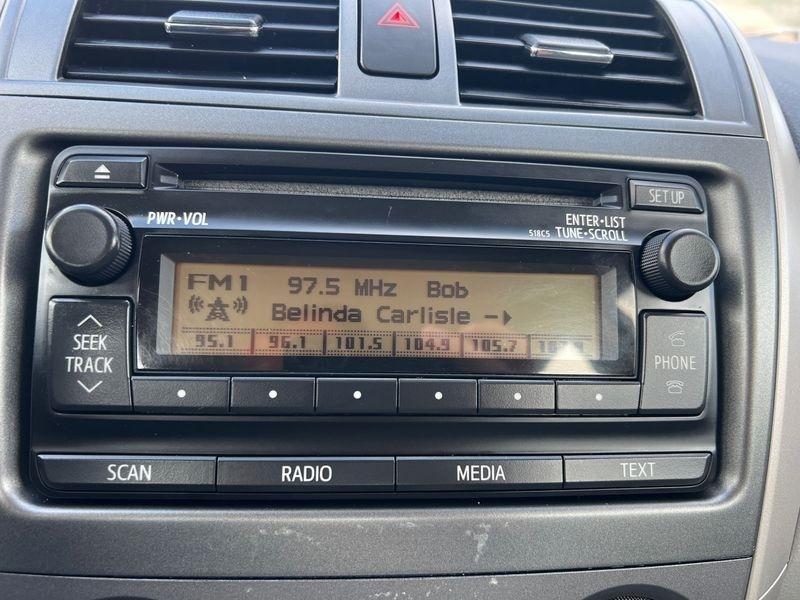 SET UP
PWR•VOL
ENTER•LIST
518C5 TUNE•SCROLL
FM1 97.5 MHz Bob
Belinda Carlisle
95.1 96.1 101.5 104.9 105.7
SEEK
TRACK
PHONE
SCAN RADIO MEDIA TEXT